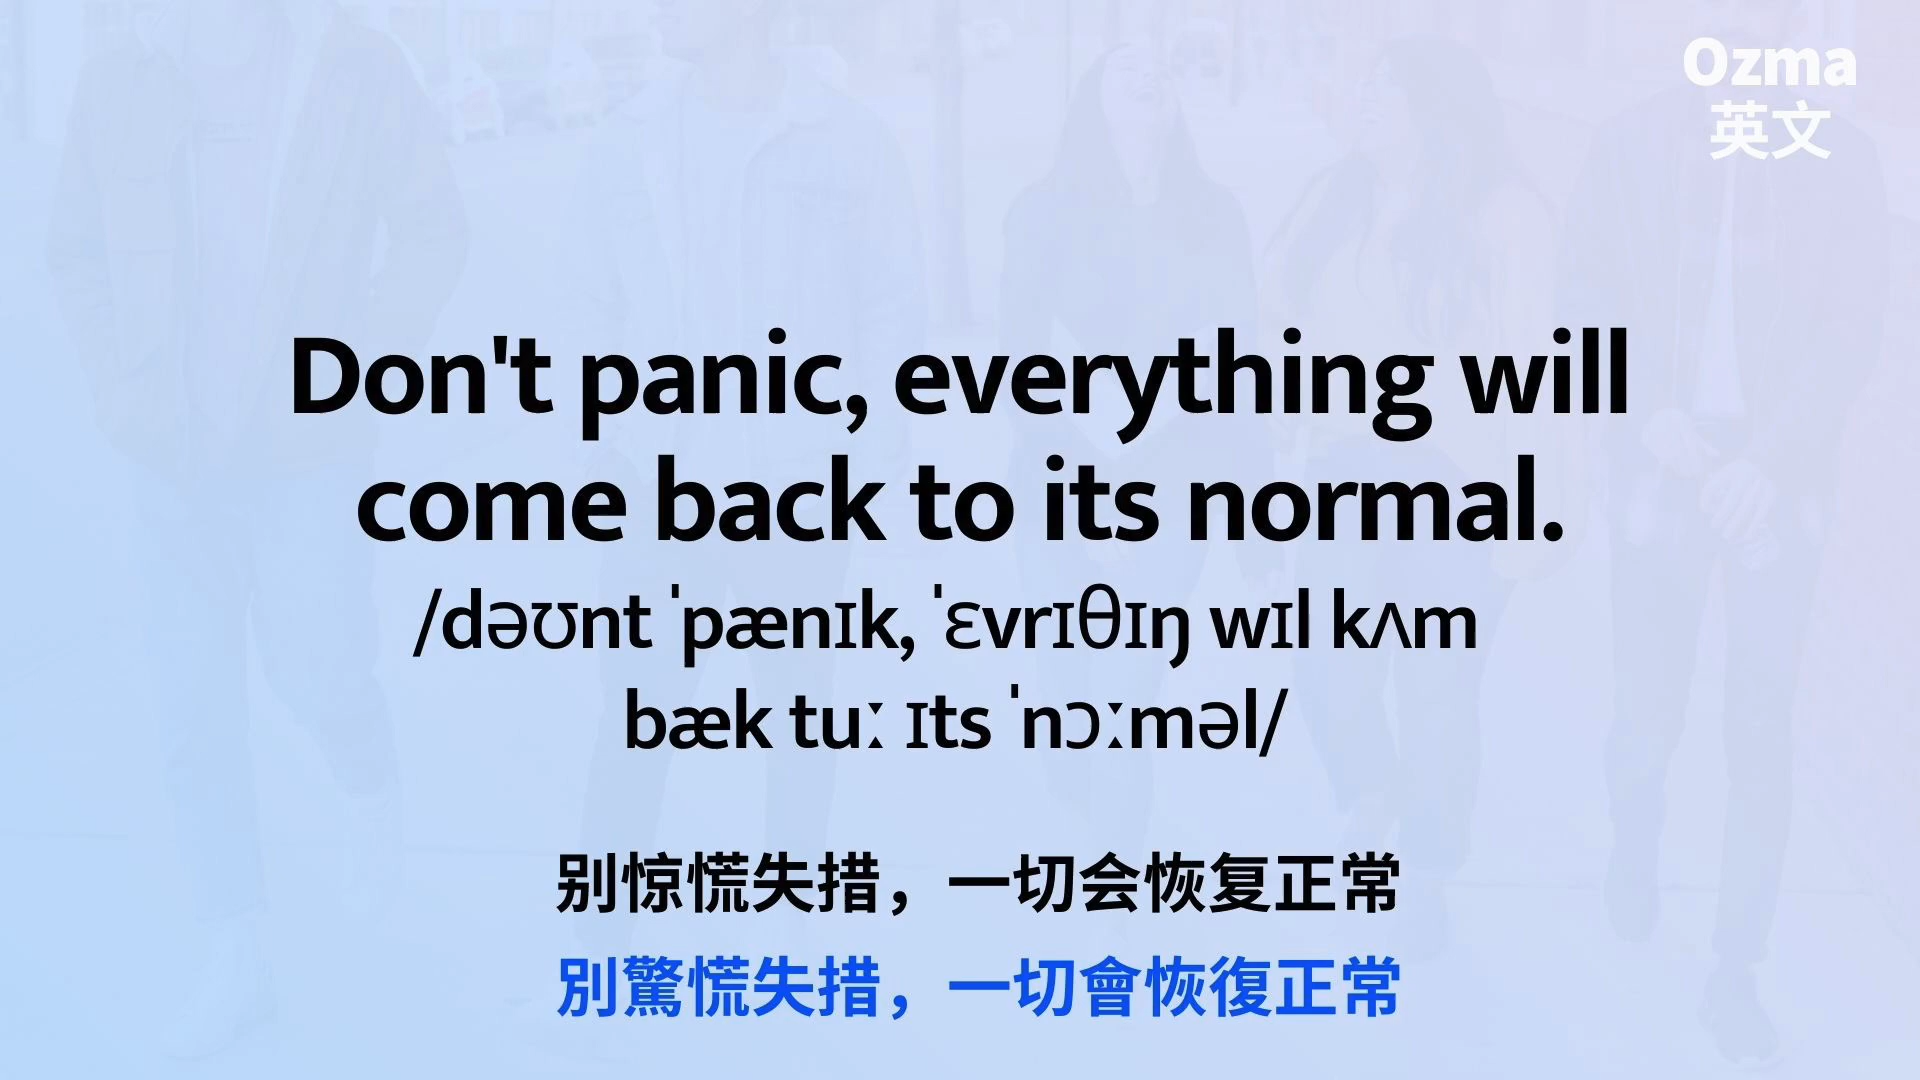 Ozma
英文
Don't panic, everything will
come back to its normal.
/dəʊnt ˈpænɪk, ˈɛvrɪθɪŋ wɪl kʌm
bæk tuː ɪts ˈnɔːməl/
别惊慌失措，一切会恢复正常
別驚慌失措，一切會恢復正常